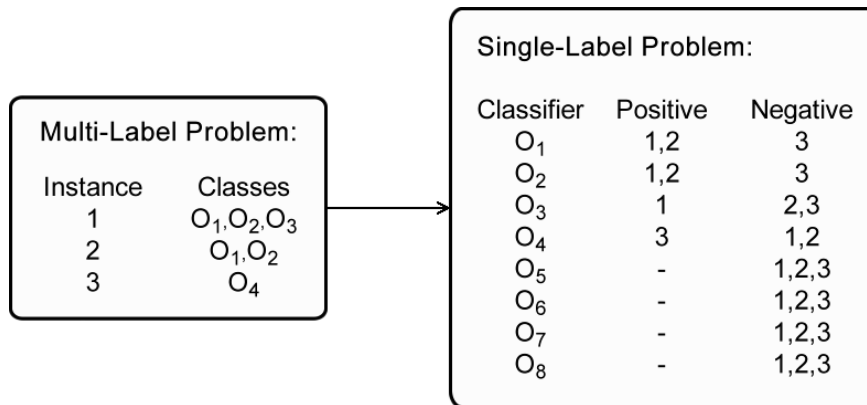 Multi-Label Problem:
Instance Classes
1 O₁,O₂,O₃
2 O₁,O₂
3 O₄
Single-Label Problem:
Classifier Positive Negative
O₁ 1,2 3
O₂ 1,2 3
O₃ 1 2,3
O₄ 3 1,2
O₅ - 1,2,3
O₆ - 1,2,3
O₇ - 1,2,3
O₈ - 1,2,3